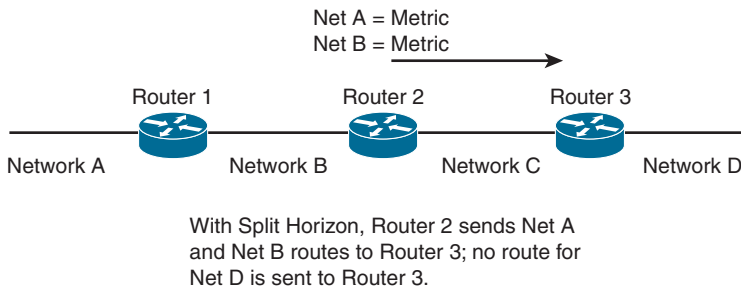 Net A = Metric
Net B = Metric
Router 1
Router 2
Router 3
Network A
Network B
Network C
Network D
With Split Horizon, Router 2 sends Net A
and Net B routes to Router 3; no route for
Net D is sent to Router 3.